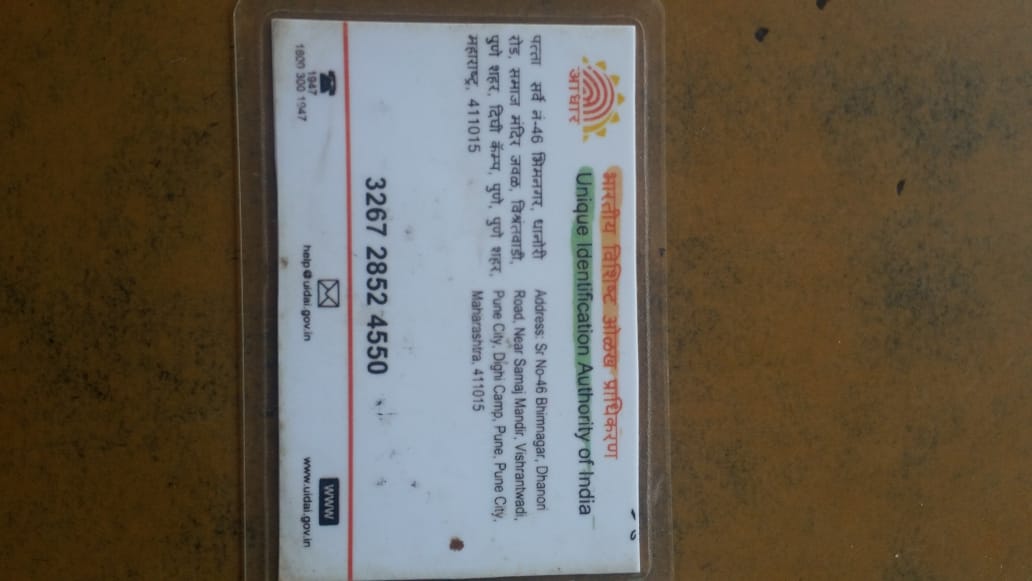 भारतीय विशिष्ट ओळख प्राधिकरण
Unique Identification Authority of India
आधार
पत्ता सर्वे नं-46 भिमनगर, धानोरी
रोड, समाज मंदिर जवळ, विश्रंतवाडी,
पुणे शहर, दिघी कॅम्प, पुणे, पुणे शहर,
महाराष्ट्र, 411015
Address: Sr No-46 Bhimnagar, Dhanori
Road, Near Samaj Mandir, Vishrantwadi,
Pune City, Dighi Camp, Pune, Pune City,
Maharashtra, 411015
3267 2852 4550
1947
1800 300 1947
help@uidai.gov.in
WWW
www.uidai.gov.in